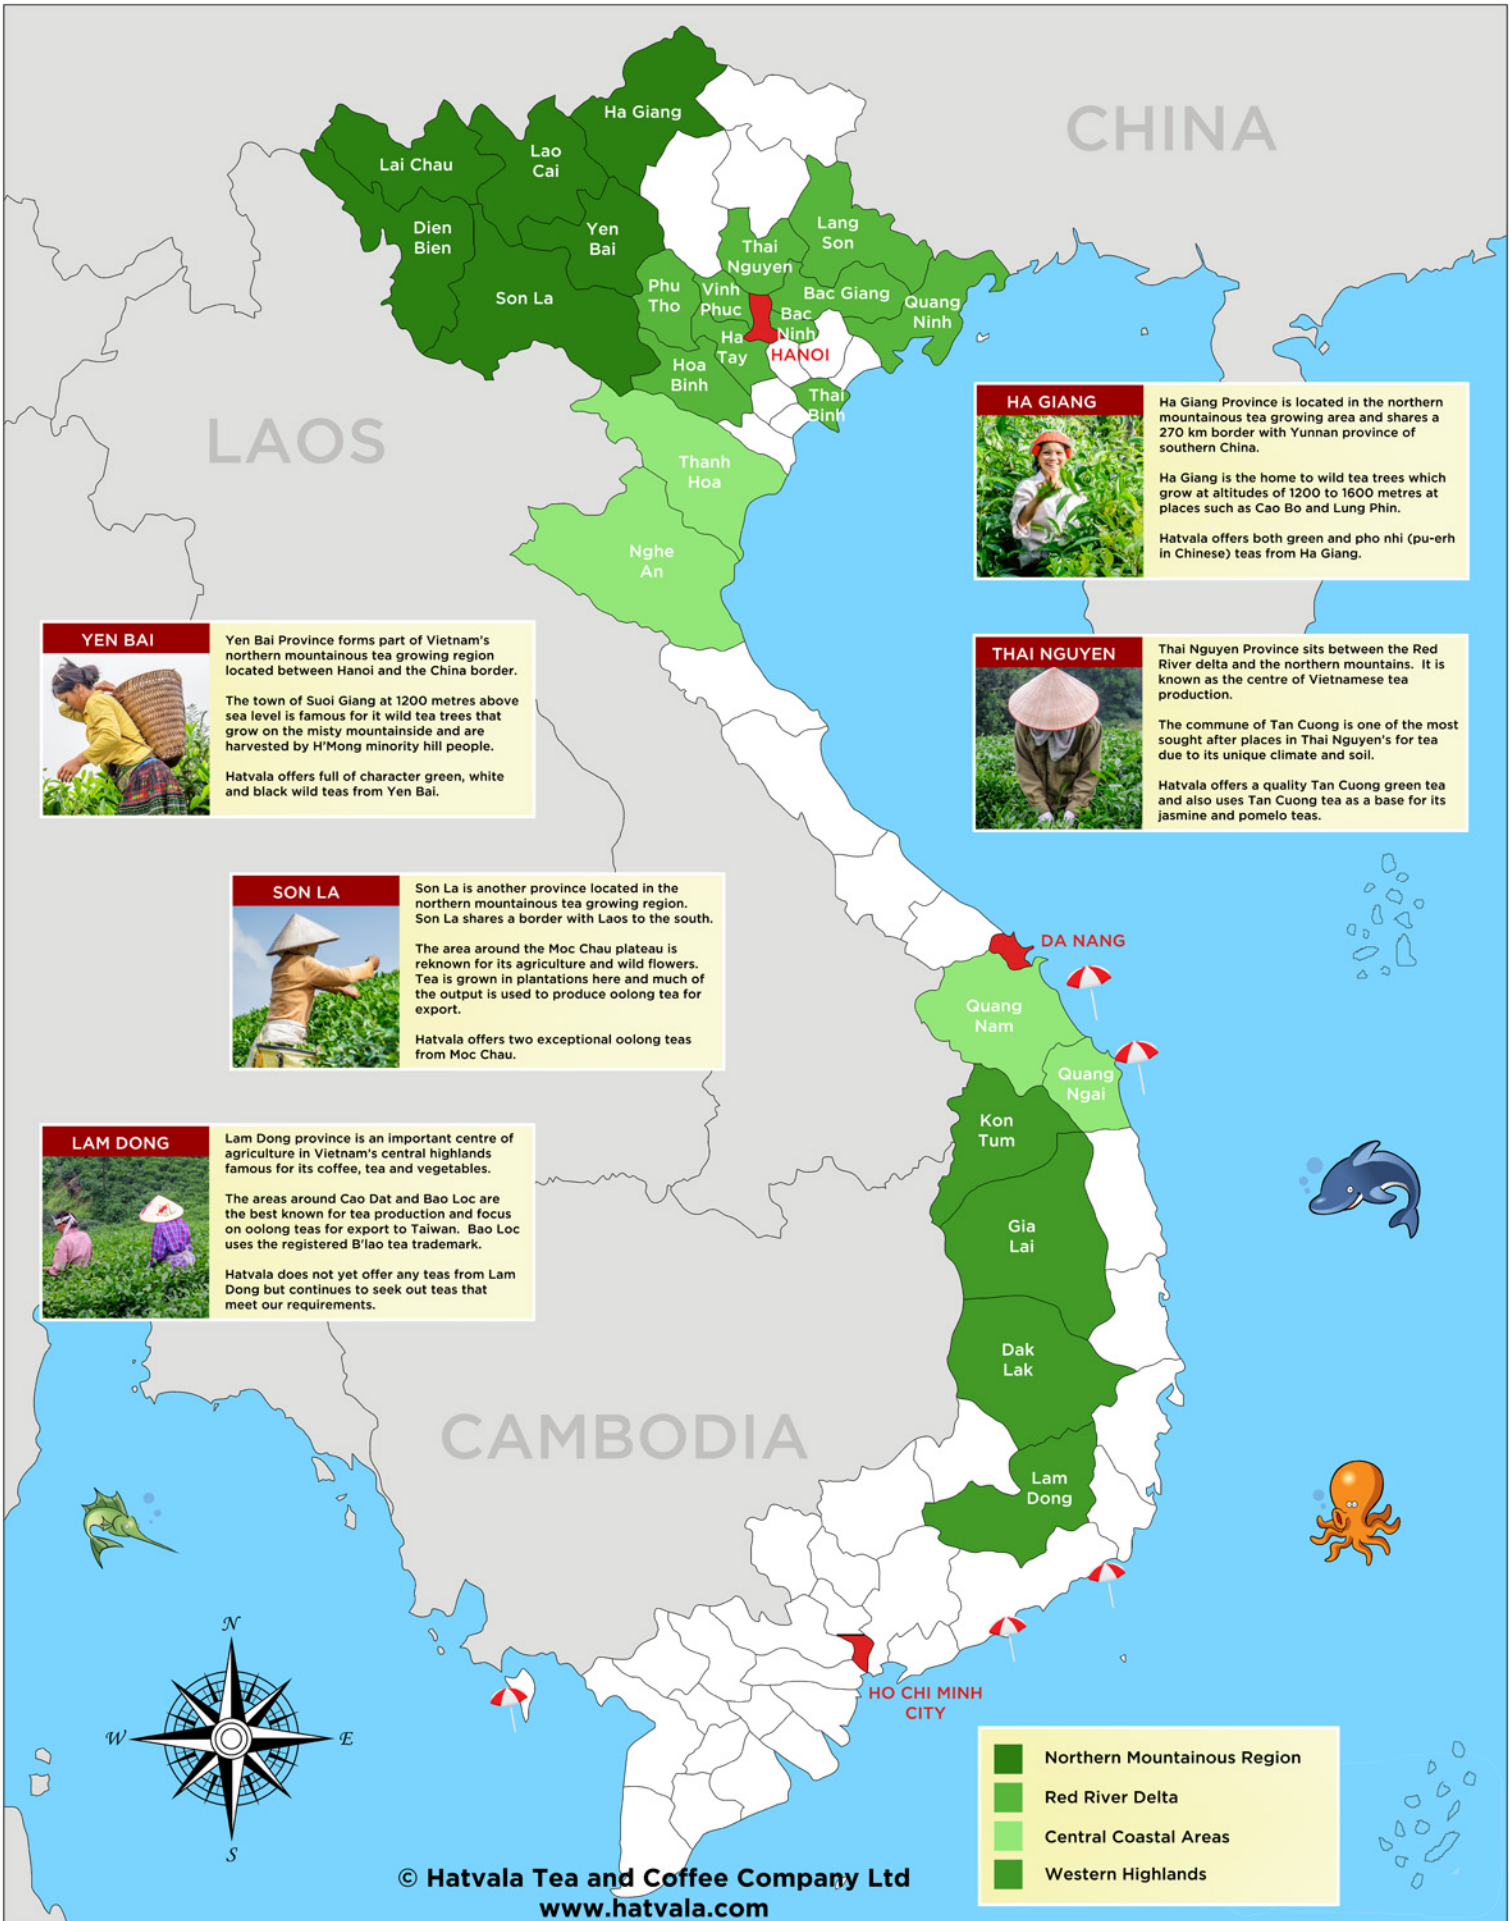 CHINA
Ha Giang
Lai Chau
Lao
Cai
Dien
Bien
Yen
Bai
Son La
Lang
Son
Thai
Nguyen
Phu
Tho
Vinh
Phuc
Bac Giang
Quang
Ninh
Bac
Ninh
Ha
Tay
HANOI
Hoa
Binh
Thai
Binh
LAOS
Thanh
Hoa
Nghe
An
HA GIANG
Ha Giang Province is located in the northern
mountainous tea growing area and shares a
270 km border with Yunnan province of
southern China.
Ha Giang is the home to wild tea trees which
grow at altitudes of 1200 to 1600 metres at
places such as Cao Bo and Lung Phin.
Hatvala offers both green and pho nhi (pu-erh
in Chinese) teas from Ha Giang.
YEN BAI
Yen Bai Province forms part of Vietnam's
northern mountainous tea growing region
located between Hanoi and the China border.
The town of Suoi Giang at 1200 metres above
sea level is famous for it wild tea trees that
grow on the misty mountainside and are
harvested by H'Mong minority hill people.
Hatvala offers full of character green, white
and black wild teas from Yen Bai.
THAI NGUYEN
Thai Nguyen Province sits between the Red
River delta and the northern mountains. It is
known as the centre of Vietnamese tea
production.
The commune of Tan Cuong is one of the most
sought after places in Thai Nguyen's for tea
due to its unique climate and soil.
Hatvala offers a quality Tan Cuong green tea
and also uses Tan Cuong tea as a base for its
jasmine and pomelo teas.
SON LA
Son La is another province located in the
northern mountainous tea growing region.
Son La shares a border with Laos to the south.
The area around the Moc Chau plateau is
reknown for its agriculture and wild flowers.
Tea is grown in plantations here and much of
the output is used to produce oolong tea for
export.
Hatvala offers two exceptional oolong teas
from Moc Chau.
DA NANG
Quang
Nam
Quang
Ngai
Kon
Tum
LAM DONG
Lam Dong province is an important centre of
agriculture in Vietnam's central highlands
famous for its coffee, tea and vegetables.
The areas around Cao Dat and Bao Loc are
the best known for tea production and focus
on oolong teas for export to Taiwan. Bao Loc
uses the registered B'lao tea trademark.
Hatvala does not yet offer any teas from Lam
Dong but continues to seek out teas that
meet our requirements.
Gia
Lai
Dak
Lak
CAMBODIA
Lam
Dong
N
W
E
S
HO CHI MINH
CITY
Northern Mountainous Region
Red River Delta
Central Coastal Areas
Western Highlands
© Hatvala Tea and Coffee Company Ltd
www.hatvala.com